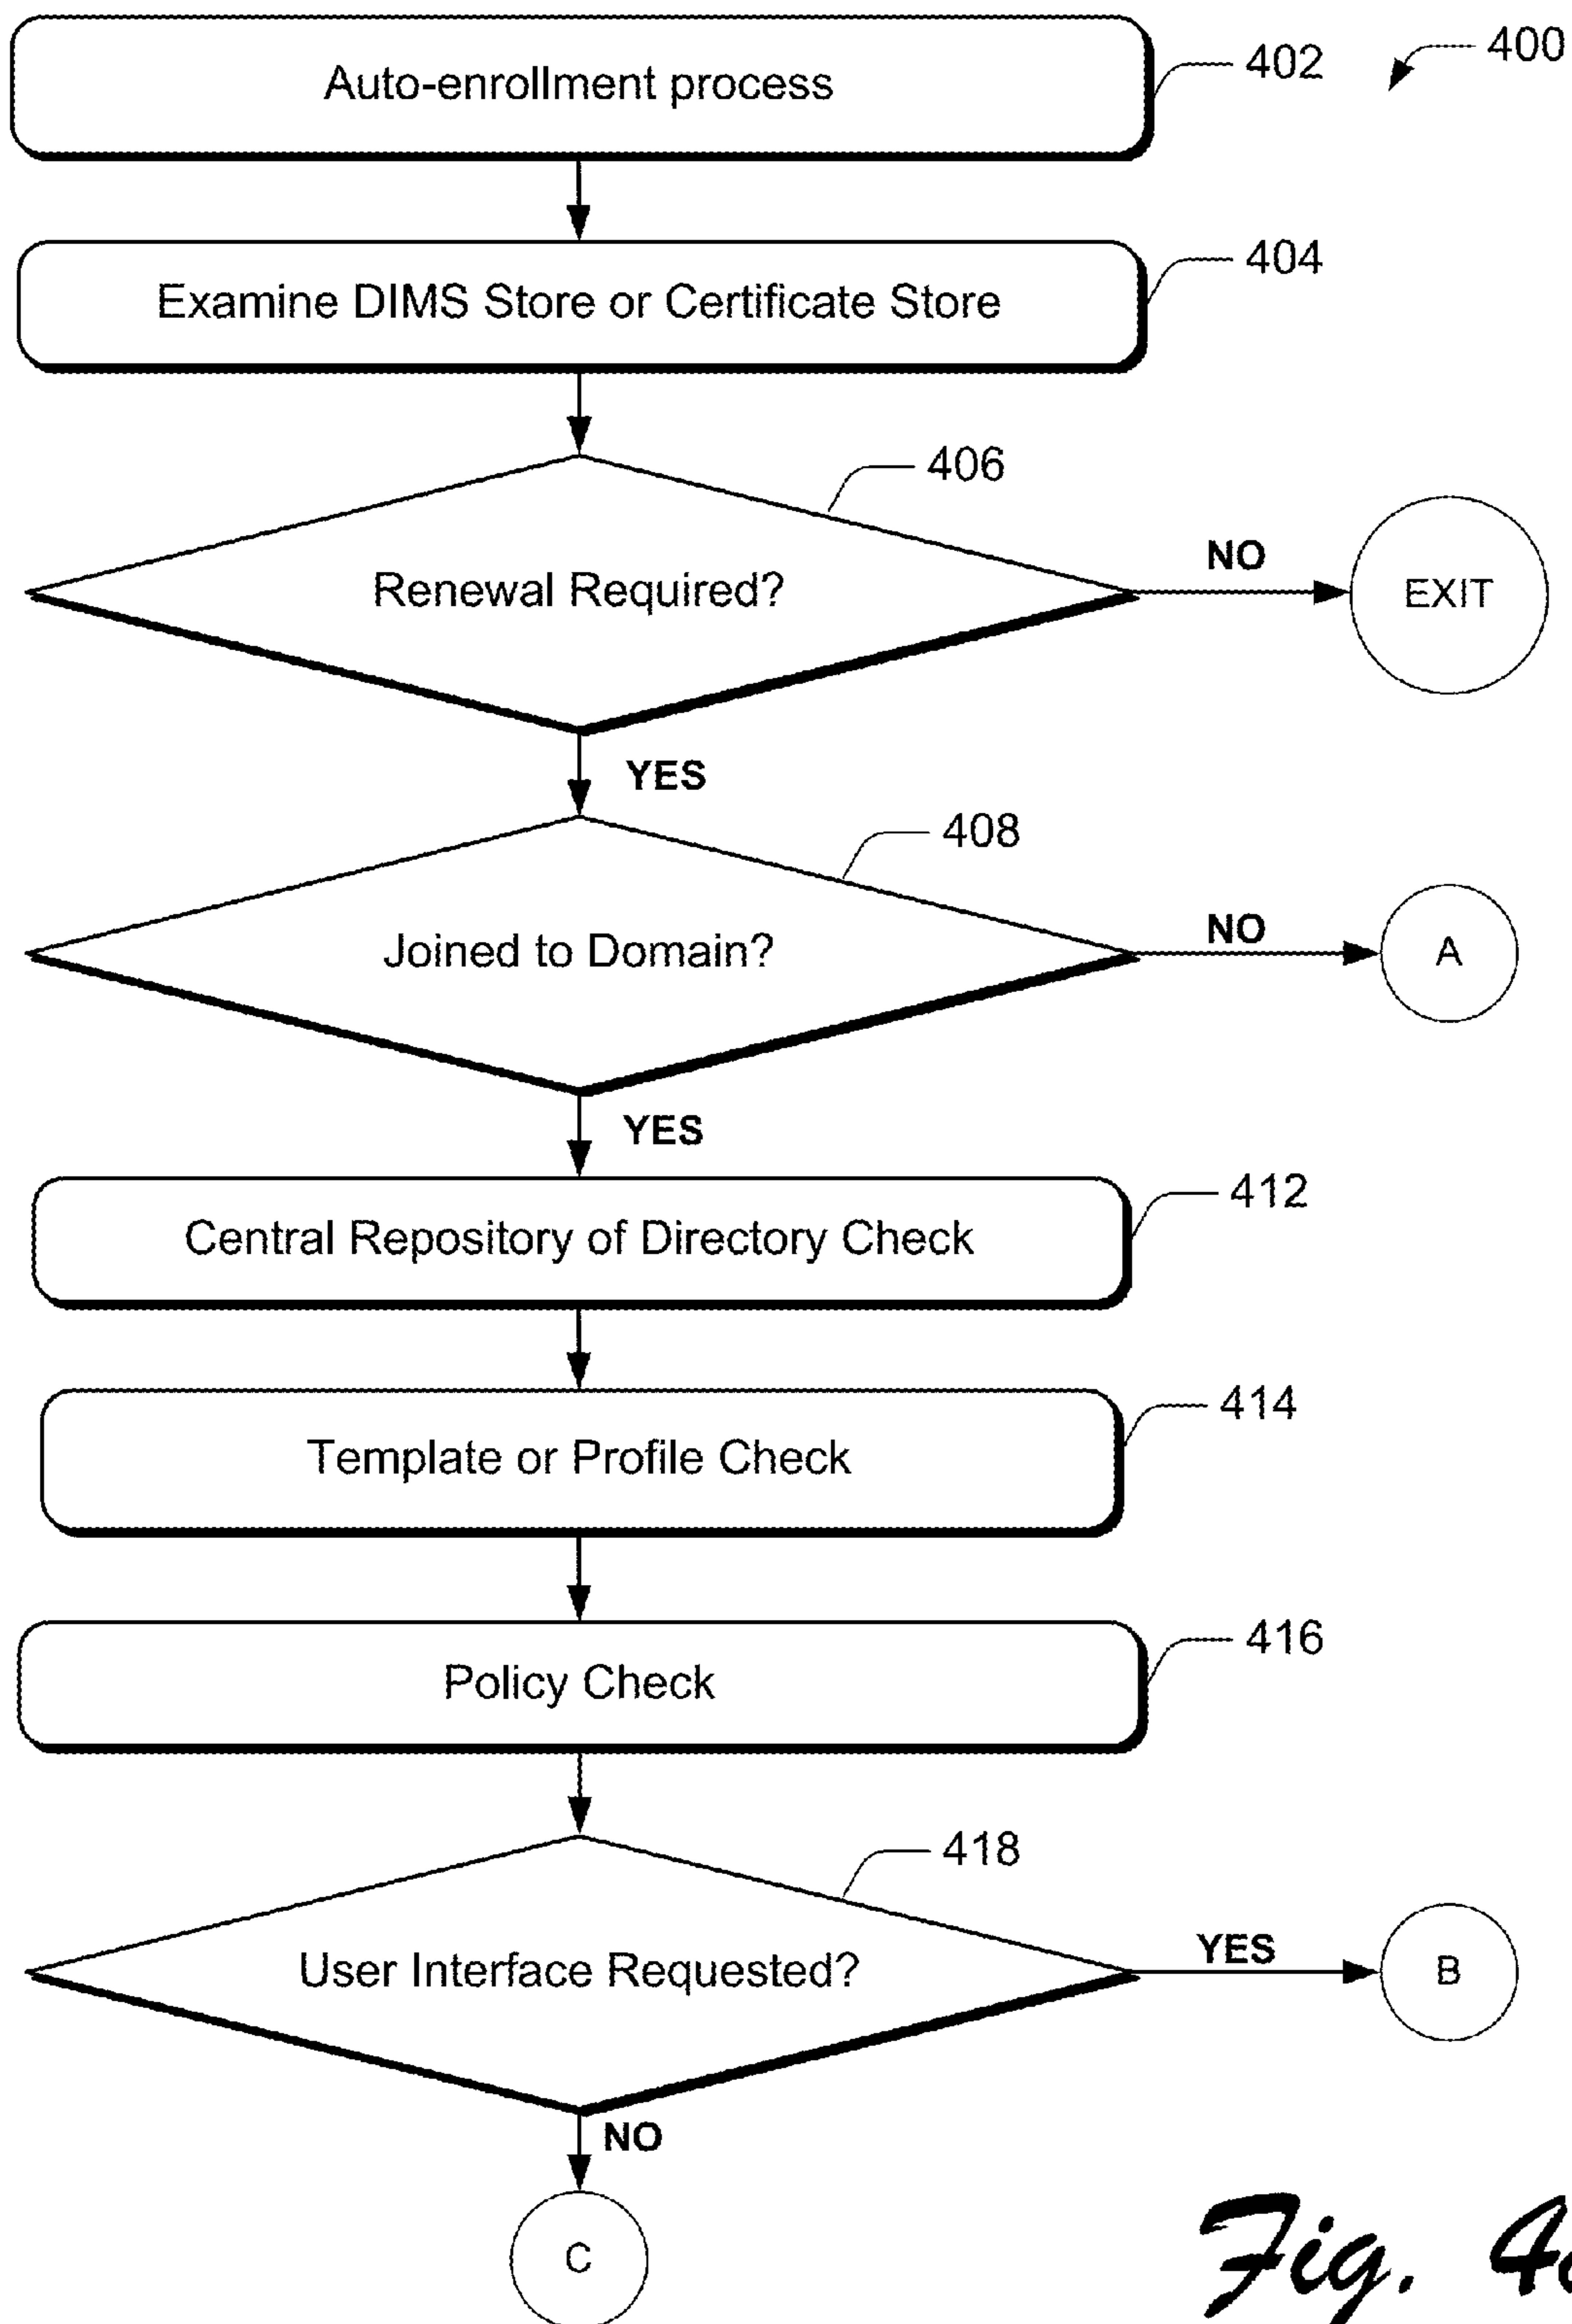 400
Auto-enrollment process
402
Examine DIMS Store or Certificate Store
404
406
Renewal Required?
NO
EXIT
YES
408
Joined to Domain?
NO
A
YES
Central Repository of Directory Check
412
Template or Profile Check
414
Policy Check
416
418
User Interface Requested?
YES
B
NO
C
Fig.